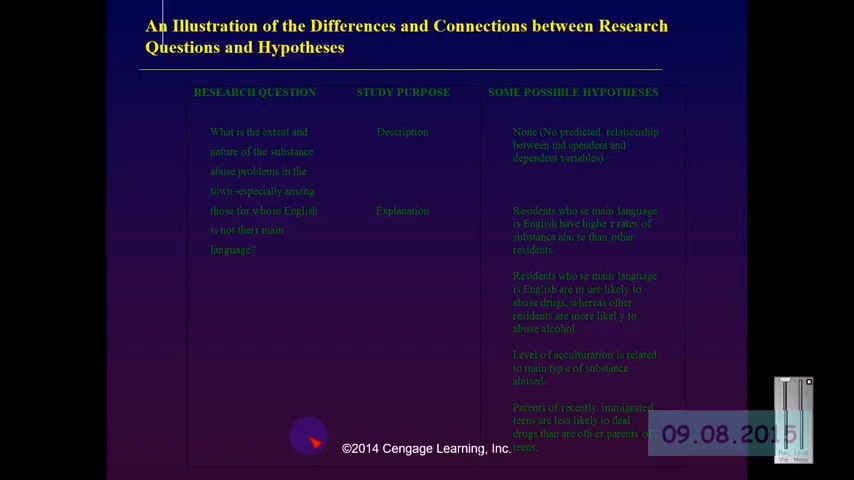 An Illustration of the Differences and Connections between Research
Questions and Hypotheses
RESEARCH QUESTION
STUDY PURPOSE
SOME POSSIBLE HYPOTHESES
What is the extent and
nature of the substance
abuse problems in the
town–especially among
those for whom English
is not their main
language?
Description
Explanation
None (No predicted relationship
between ind ependent and
dependent variables)
Residents who se main language
is English have highe r rates of
substance abu se than other
residents.
Residents who se main language
is English are m ore likely to
abuse drugs, whereas other
residents are more likel y to
abuse alcohol.
Level o f acculturation is related
to main typ e of substance
abused.
Parents of recently immigrated
teens are less likely to deal
drugs than are oth er parents of
teens.
©2014 Cengage Learning, Inc.
09.08.2015
Rec. Level
Vol. Meter